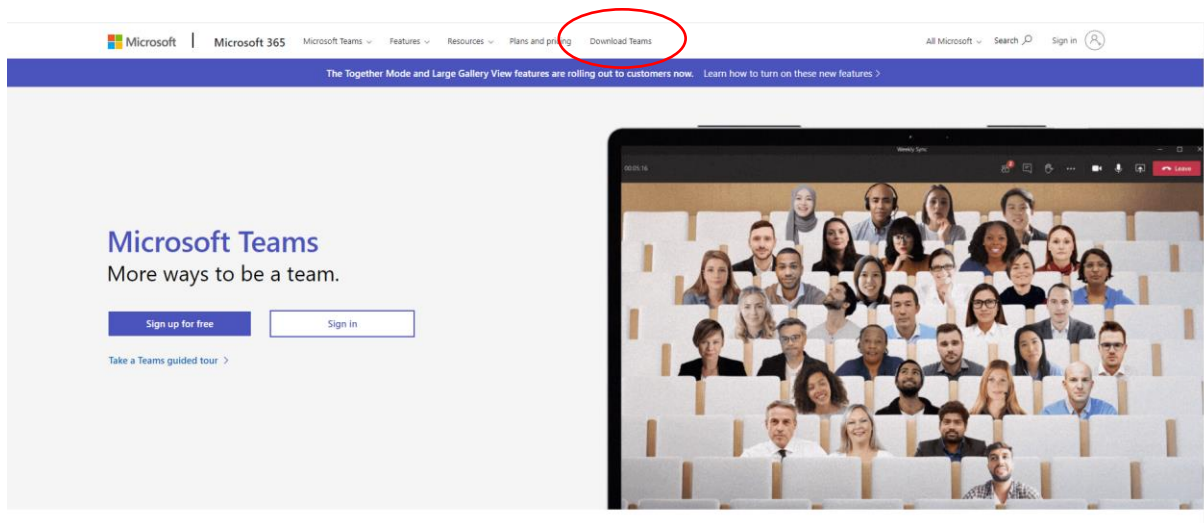 Microsoft | Microsoft 365 Microsoft Teams Features Resources Plans and pricing Download Teams All Microsoft Search Sign in
The Together Mode and Large Gallery View features are rolling out to customers now. Learn how to turn on these new features >
Weekly Sync
00:05:16 2 Leave
Microsoft Teams
More ways to be a team.
Sign up for free Sign in
Take a Teams guided tour >